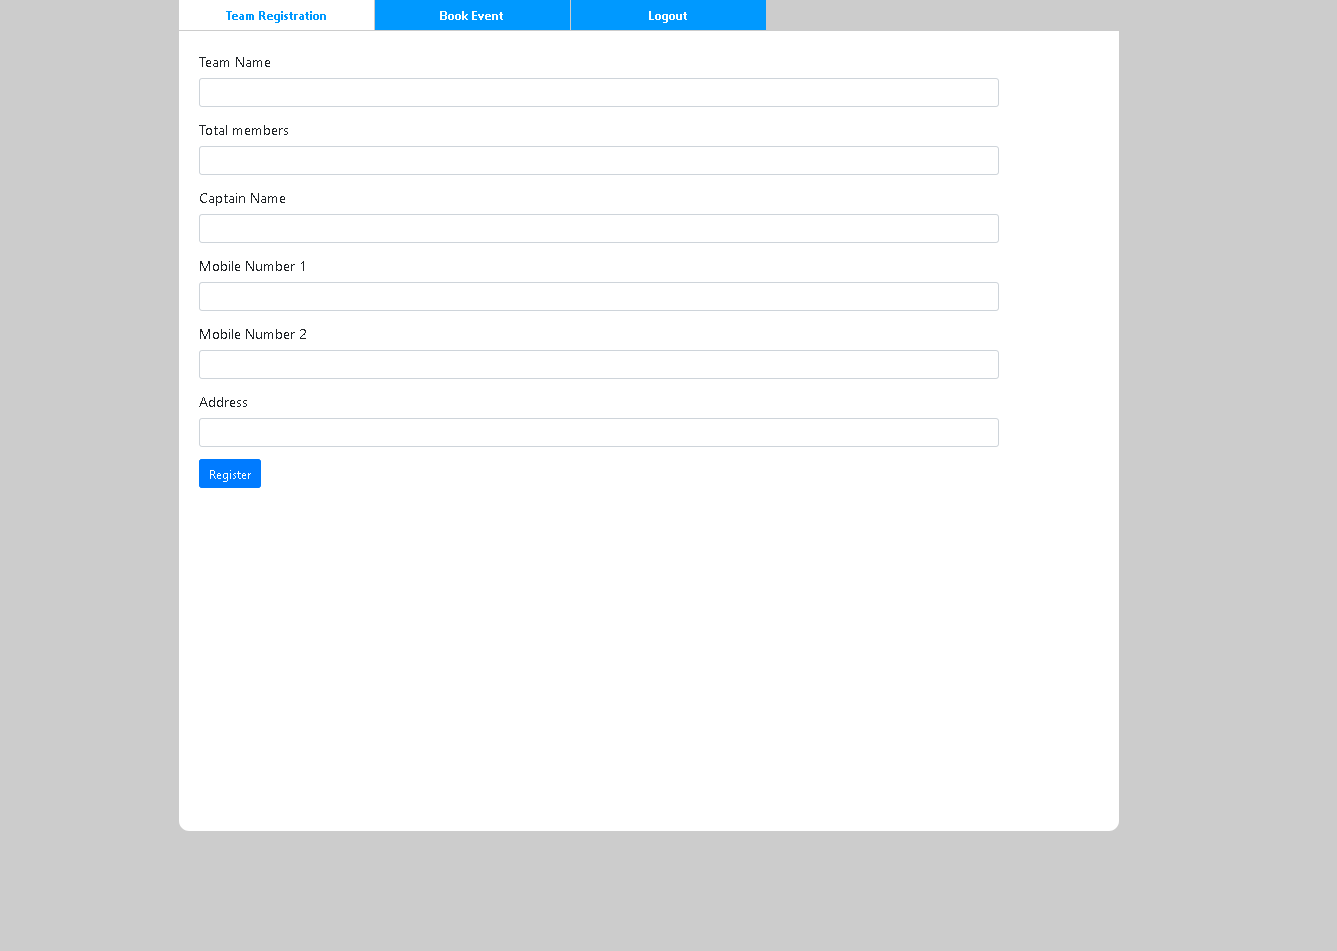 Team Registration Book Event Logout
Team Name
Total members
Captain Name
Mobile Number 1
Mobile Number 2
Address
Register